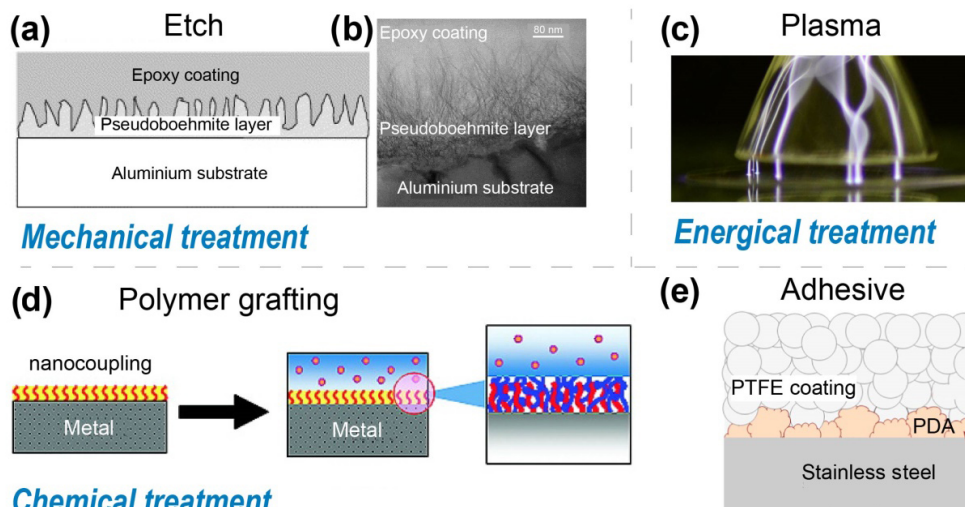 (a) Etch
Epoxy coating
Pseudoboehmite layer
Aluminium substrate
(b)
Epoxy coating
80 nm
Pseudoboehmite layer
Aluminium substrate
Mechanical treatment
(c) Plasma
Energical treatment
(d) Polymer grafting
nanocoupling
Metal
Metal
Chemical treatment
(e) Adhesive
PTFE coating
PDA
Stainless steel